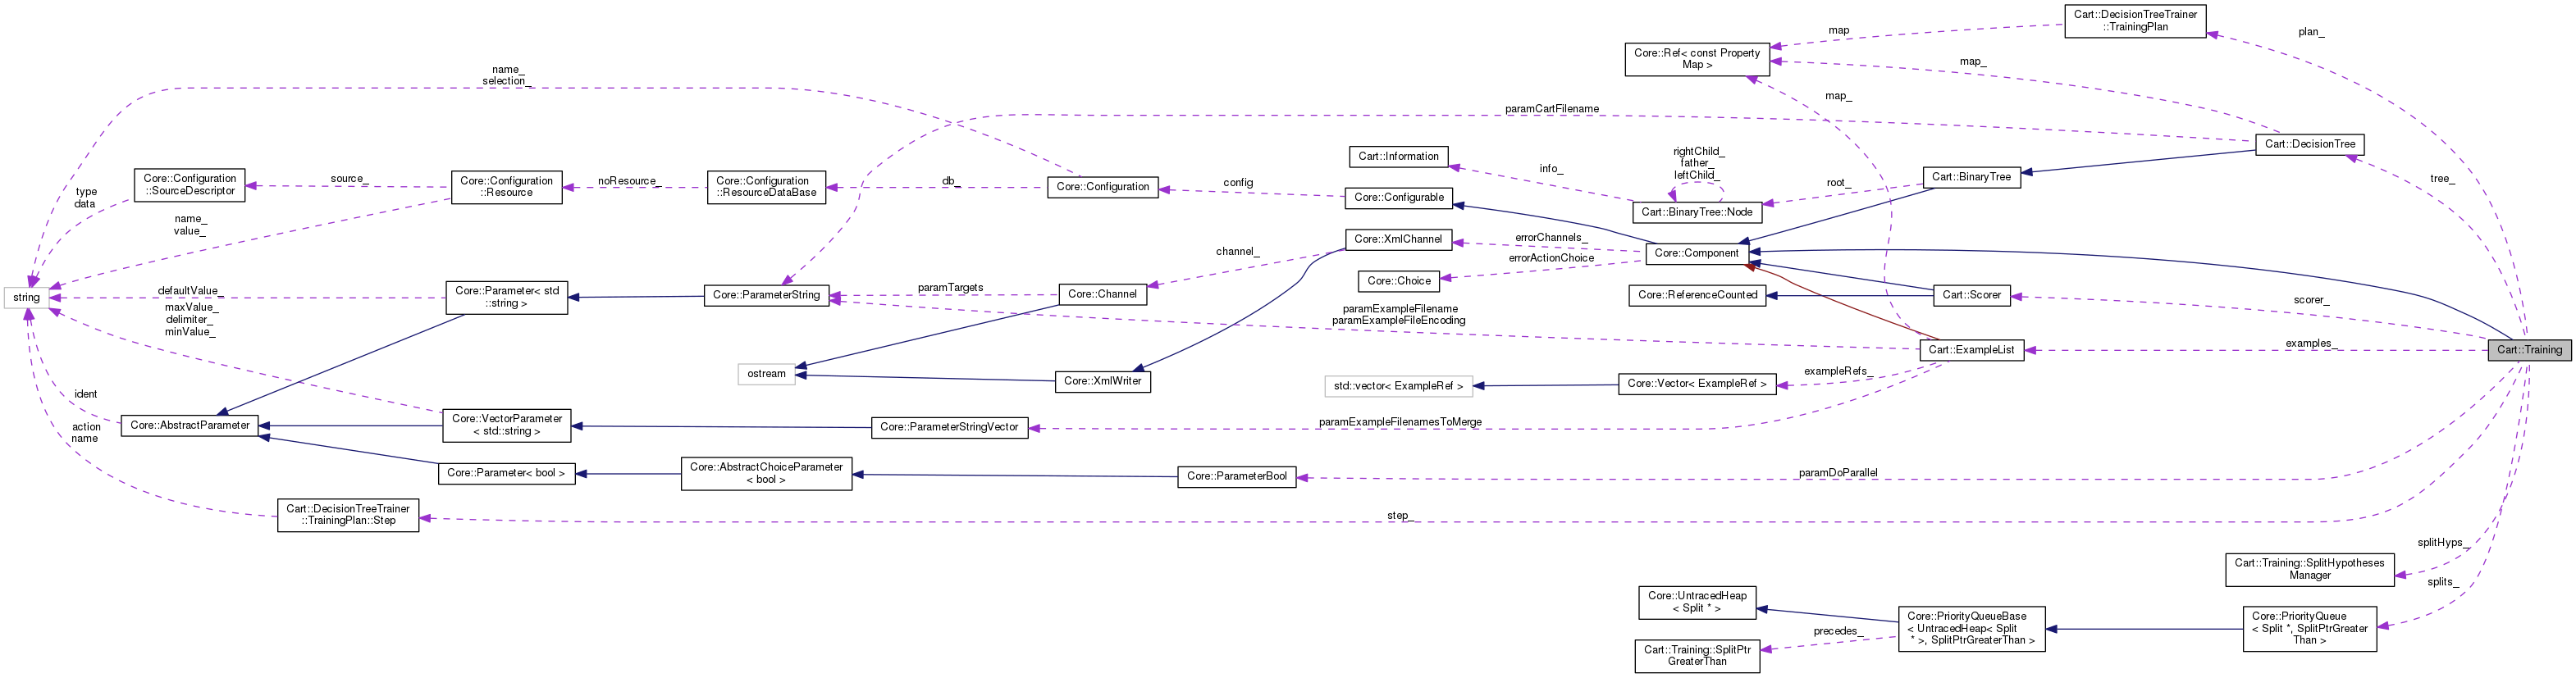 Cart::DecisionTreeTrainer
::TrainingPlan
plan_
map
Core::Ref< const Property
Map >
map_
name_
selection_
map_
paramCartFilename
Cart::DecisionTree
Cart::Information
rightChild_
father_
leftChild_
info_
Cart::BinaryTree
root_
tree_
Core::Configuration
::SourceDescriptor
source_
Core::Configuration
::Resource
noResource_
Core::Configuration
::ResourceDataBase
db_
Core::Configuration
config
Core::Configurable
type
data
Cart::BinaryTree::Node
name_
value_
Core::XmlChannel
errorChannels_
channel_
Core::Component
errorActionChoice
Core::Choice
string
defaultValue_
Core::Parameter< std
::string >
Core::ParameterString
paramTargets
Core::Channel
Core::ReferenceCounted
Cart::Scorer
scorer_
maxValue_
delimiter_
minValue_
paramExampleFilename
paramExampleFileEncoding
Cart::ExampleList
examples_
Cart::Training
ostream
Core::XmlWriter
std::vector< ExampleRef >
Core::Vector< ExampleRef >
exampleRefs_
ident
Core::AbstractParameter
Core::VectorParameter
< std::string >
Core::ParameterStringVector
paramExampleFilenamesToMerge
action
name
Core::Parameter< bool >
Core::AbstractChoiceParameter
< bool >
Core::ParameterBool
paramDoParallel
Cart::DecisionTreeTrainer
::TrainingPlan::Step
step_
splitHyps_
Cart::Training::SplitHypotheses
Manager
splits_
Core::UntracedHeap
< Split * >
Core::PriorityQueueBase
< UntracedHeap< Split
* >, SplitPtrGreaterThan >
Core::PriorityQueue
< Split *, SplitPtrGreater
Than >
precedes_
Cart::Training::SplitPtr
GreaterThan